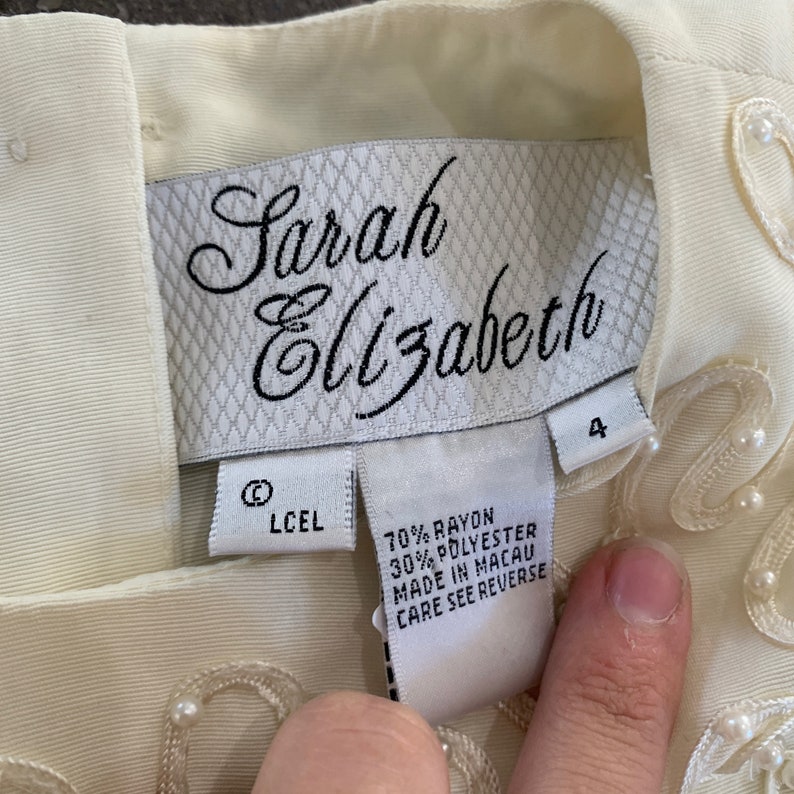 Sarah
Elizabeth
4
©
LCEL
70% RAYON
30% POLYESTER
MADE IN MACAU
CARE SEE REVERSE